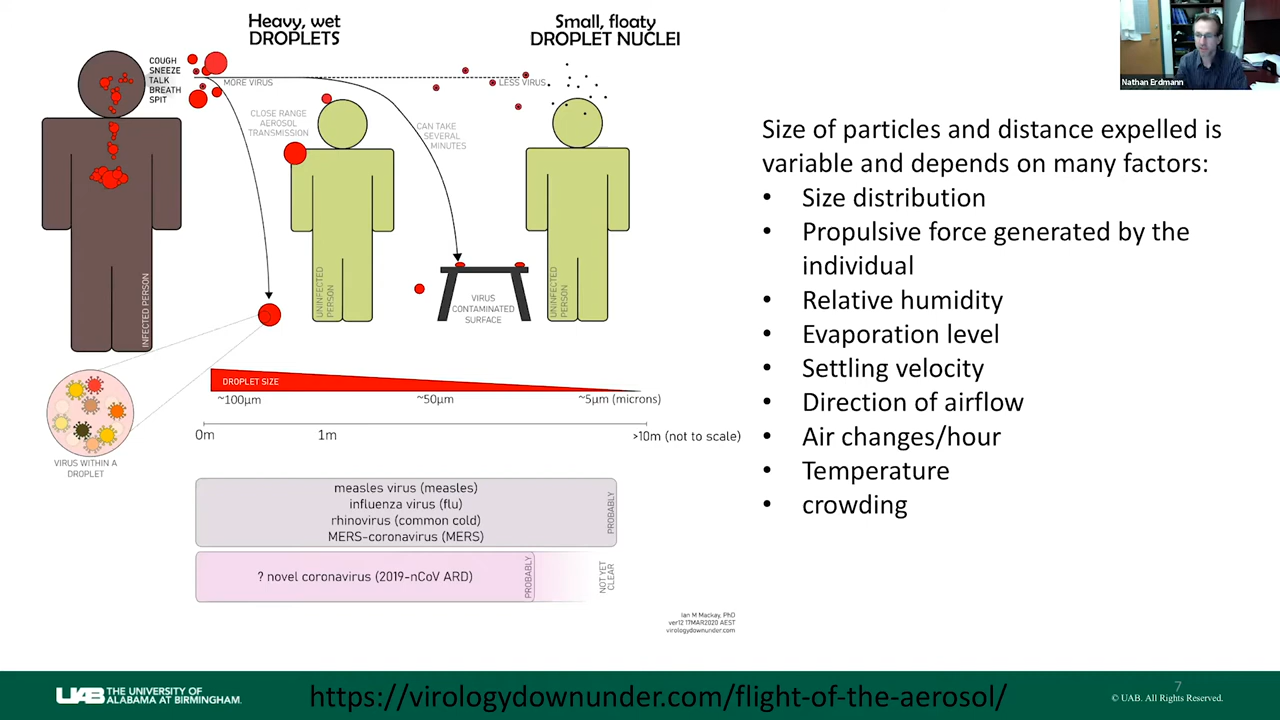 Heavy, wet
DROPLETS
Small, floaty
DROPLET NUCLEI
COUGH
SNEEZE
TALK
BREATH
SPIT
MORE VIRUS
LESS VIRUS
CLOSE RANGE
AEROSOL
TRANSMISSION
CAN TAKE
SEVERAL
MINUTES
INFECTED PERSON
UNINFECTED
PERSON
VIRUS
CONTAMINATED
SURFACE
UNINFECTED
PERSON
VIRUS WITHIN A
DROPLET
DROPLET SIZE
~100µm
~50µm
~5µm (microns)
0m
1m
>10m (not to scale)
measles virus (measles)
influenza virus (flu)
rhinovirus (common cold)
MERS-coronavirus (MERS)
PROBABLY
? novel coronavirus (2019-nCoV ARD)
PROBABLY
NOT YET
CLEAR
Ian M Mackay, PhD
ver12 17MAR2020 AEST
virologydownunder.com
Nathan Erdmann
Size of particles and distance expelled is
variable and depends on many factors:
• Size distribution
• Propulsive force generated by the
individual
• Relative humidity
• Evaporation level
• Settling velocity
• Direction of airflow
• Air changes/hour
• Temperature
• crowding
UAB THE UNIVERSITY OF
ALABAMA AT BIRMINGHAM.
https://virologydownunder.com/flight-of-the-aerosol/
7
© UAB. All Rights Reserved.